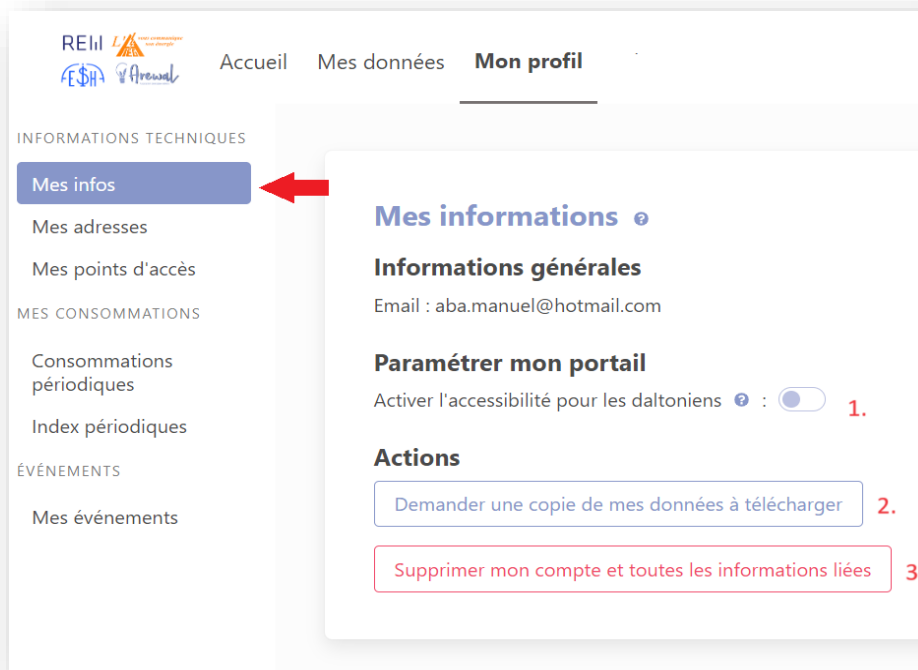 REW
Accueil Mes données Mon profil
FE$H Arewal
INFORMATIONS TECHNIQUES
Mes infos
Mes adresses
Mes points d'accès
MES CONSOMMATIONS
Consommations
périodiques
Index périodiques
ÉVÉNEMENTS
Mes événements
Mes informations ?
Informations générales
Email : aba.manuel@hotmail.com
Paramétrer mon portail
Activer l'accessibilité pour les daltoniens ? : 1.
Actions
Demander une copie de mes données à télécharger 2.
Supprimer mon compte et toutes les informations liées 3